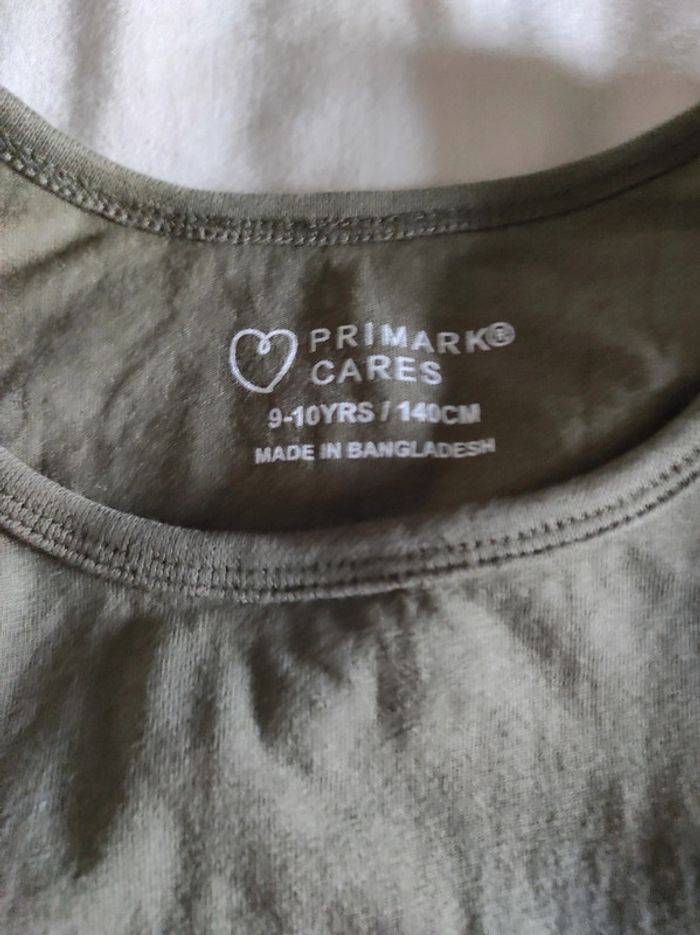 PRIMARK®
CARES
9-10YRS / 140CM
MADE IN BANGLADESH